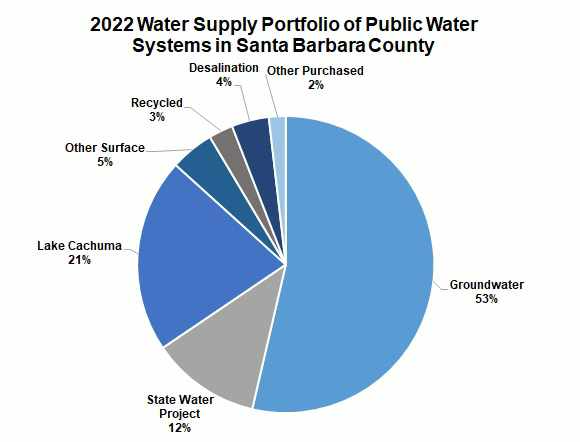 2022 Water Supply Portfolio of Public Water
Systems in Santa Barbara County
Desalination
4%
Other Purchased
2%
Recycled
3%
Other Surface
5%
Lake Cachuma
21%
Groundwater
53%
State Water
Project
12%